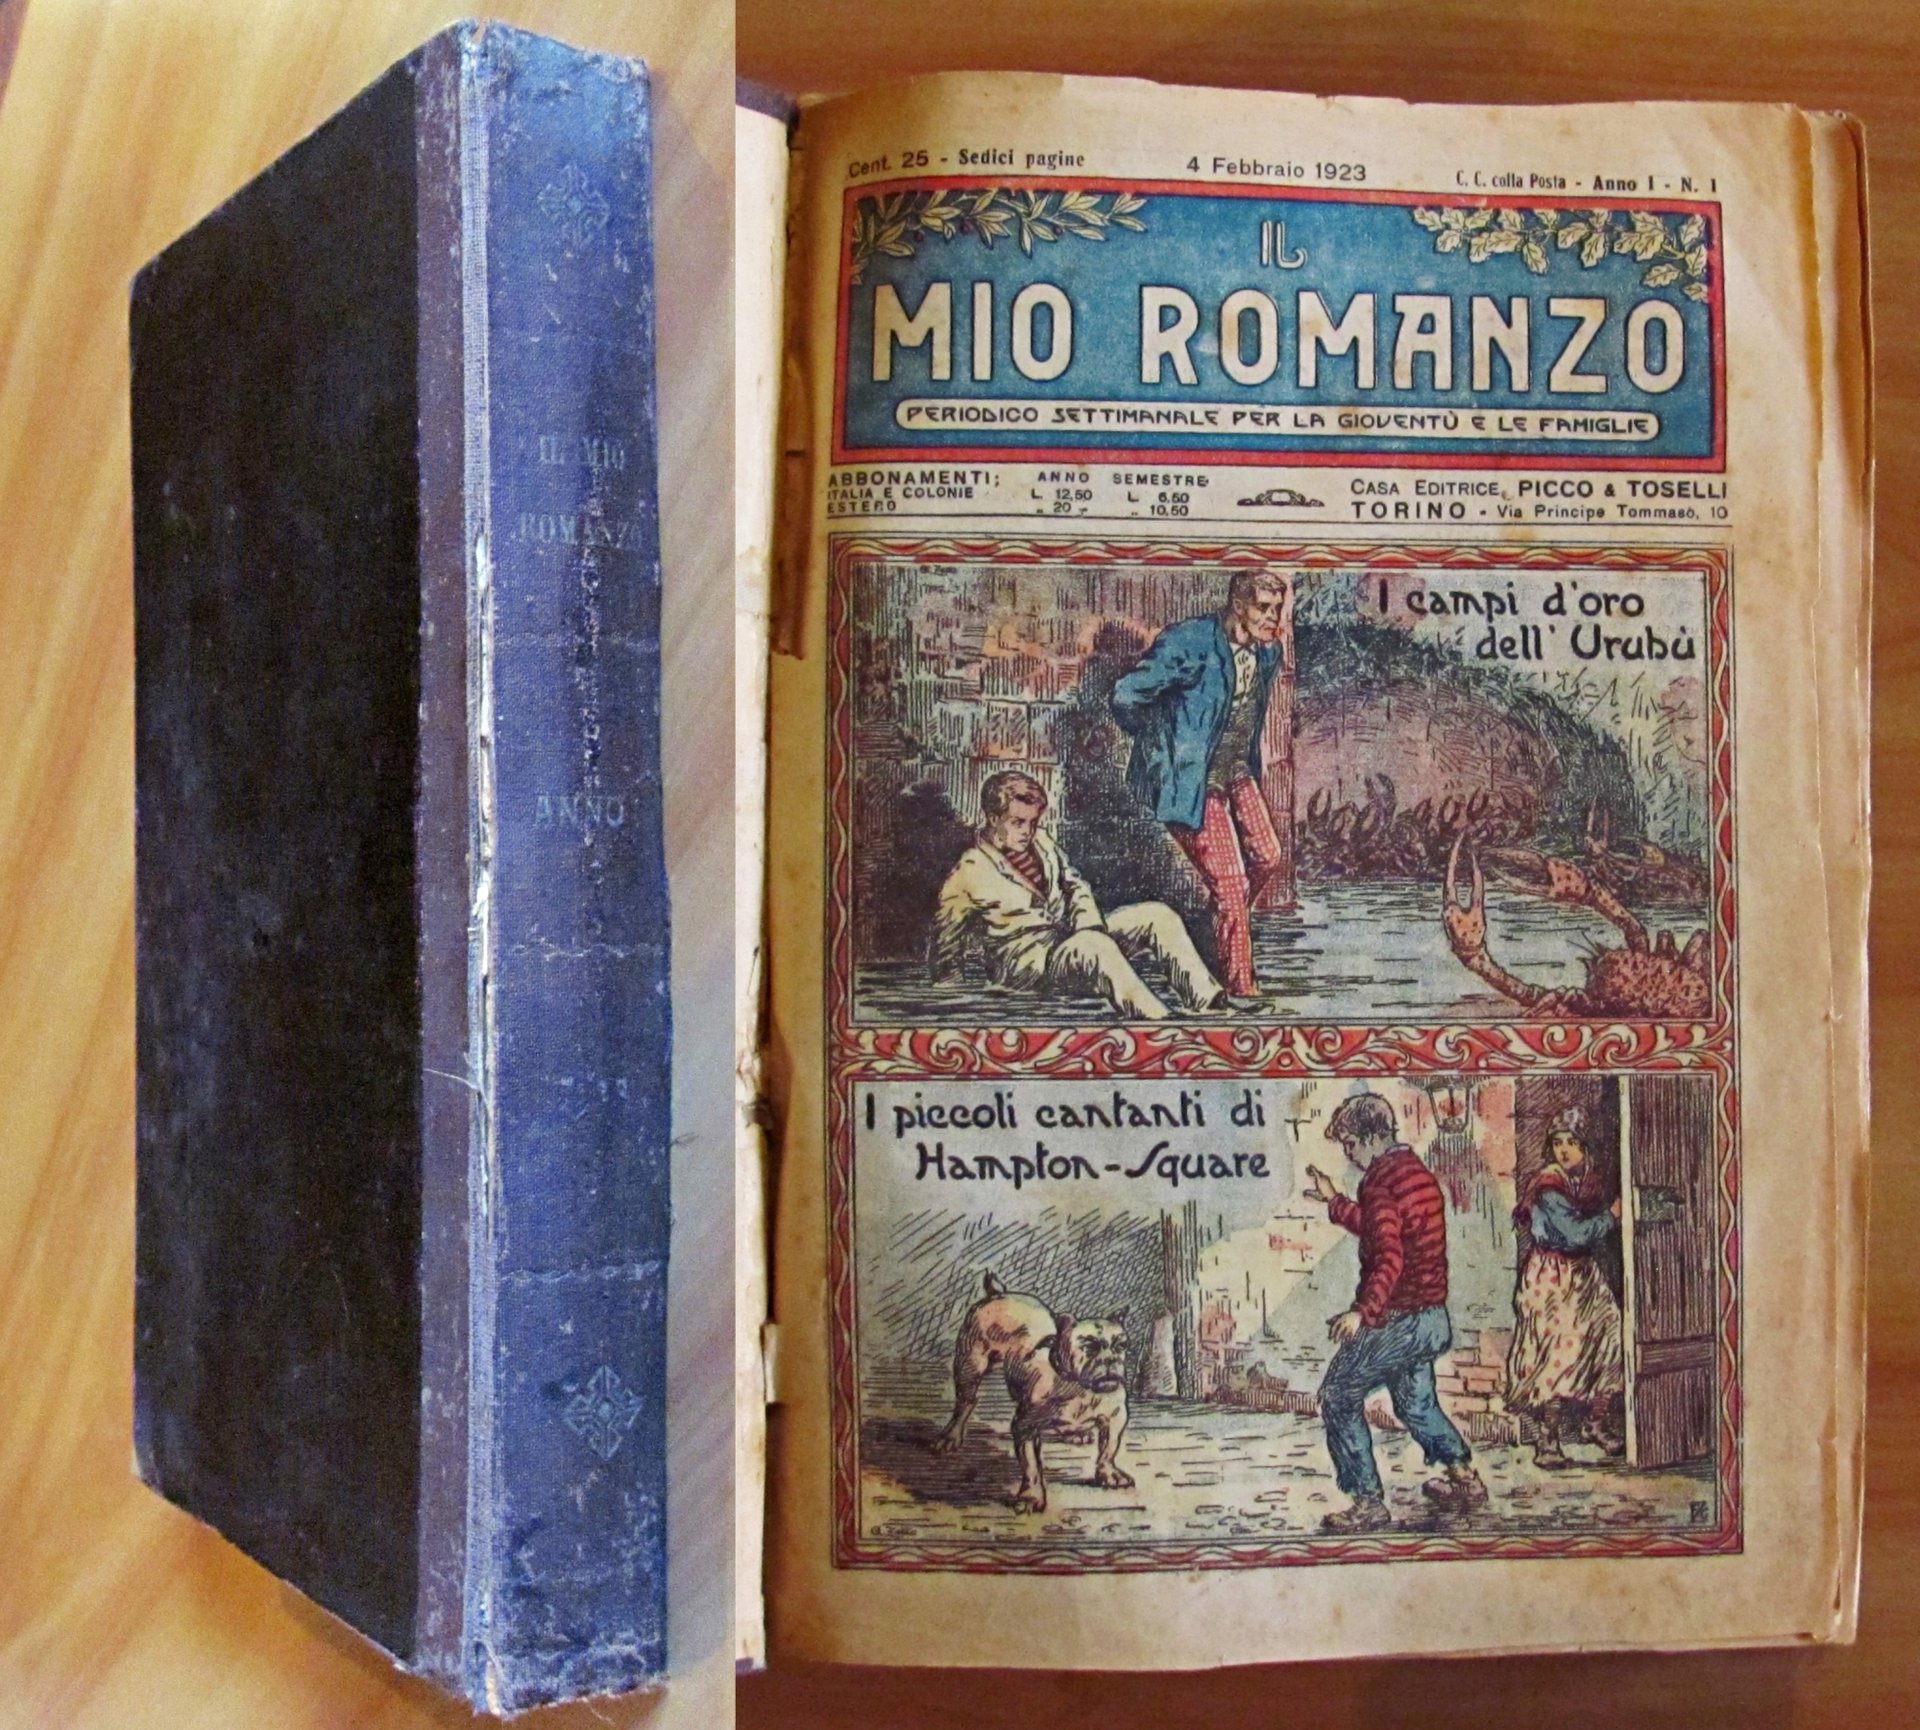 IL MIO
ROMANZO
ANNO
Cent. 25 - Sedici pagine
4 Febbraio 1923
C. C. colla Posta - Anno I - N. 1
IL
MIO ROMANZO
PERIODICO SETTIMANALE PER LA GIOVENTÙ E LE FAMIGLIE
ABBONAMENTI; ANNO SEMESTRE
ITALIA E COLONIE L. 12,50 L. 6.50
ESTERO „ 20 - „ 10.50
CASA EDITRICE, PICCO & TOSELLI
TORINO - Via Principe Tommaso, 10
I campi d'oro
dell' Urubù
I piccoli cantanti di
Hampton-Square